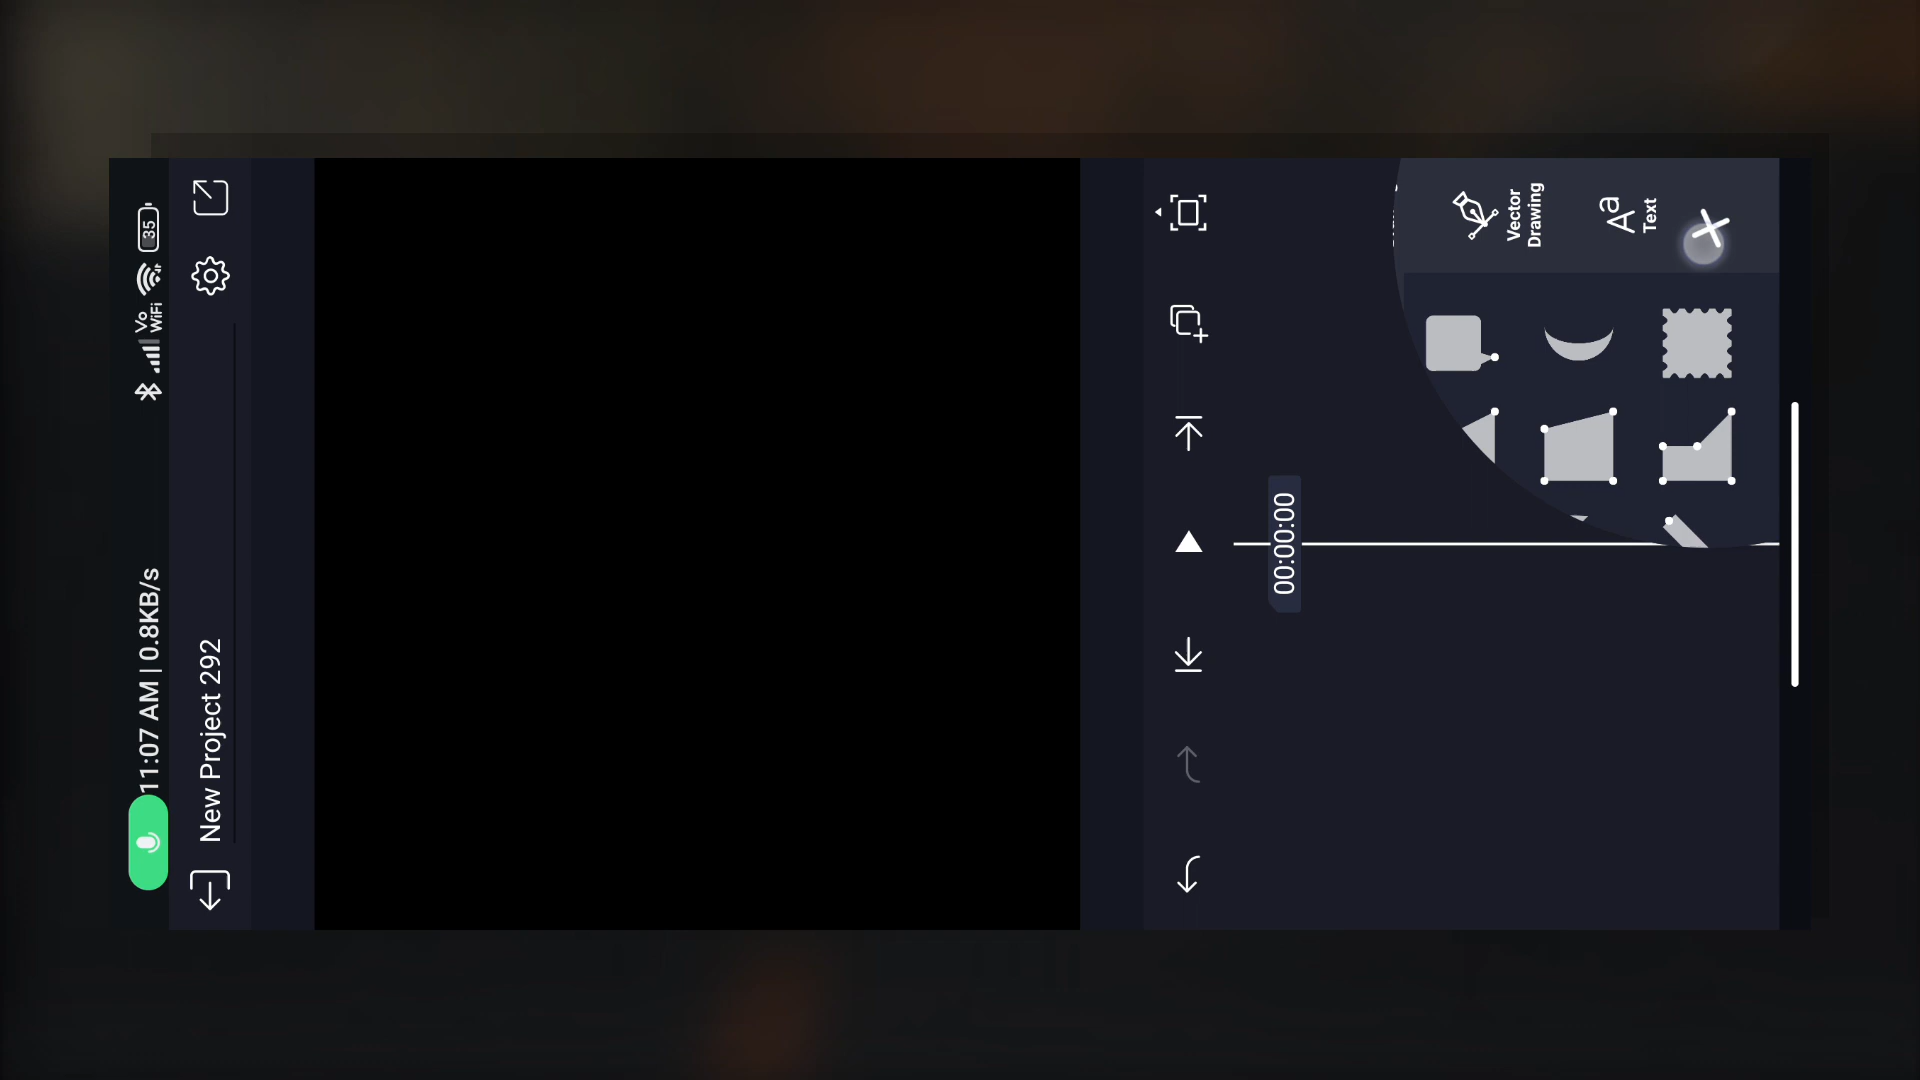 11:07 AM | 0.8KB/s
Vo
WiFi
35
New Project 292
00:00:00
Vector
Drawing
Aa
Text